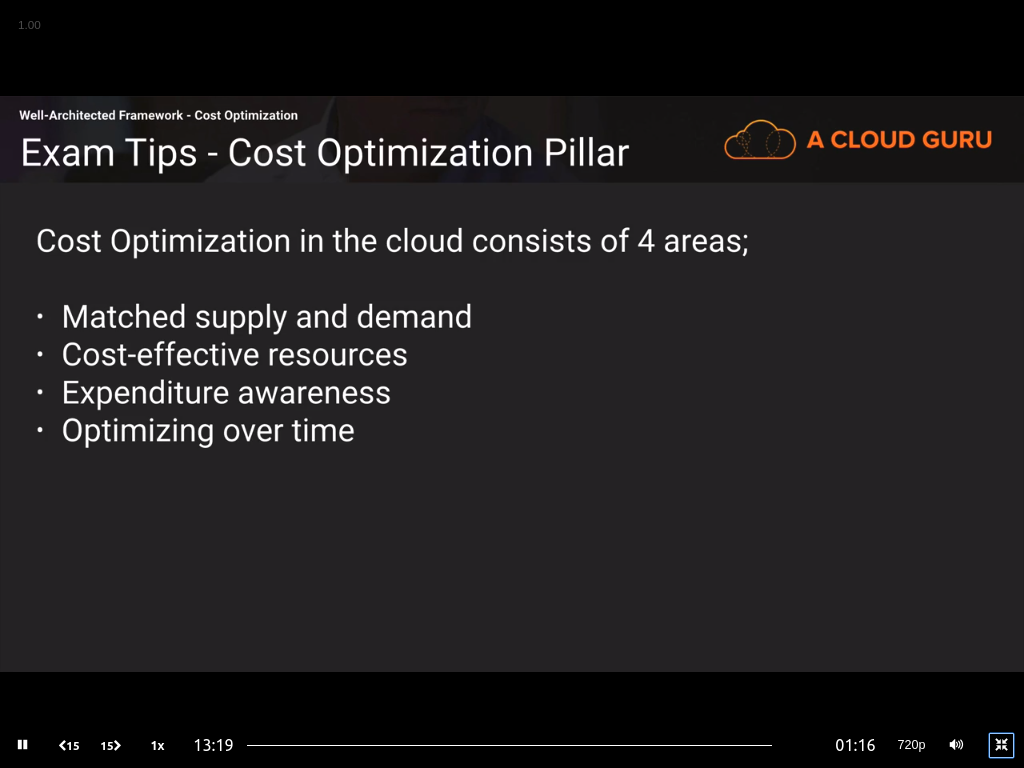 1.00
Well-Architected Framework - Cost Optimization
Exam Tips - Cost Optimization Pillar
A CLOUD GURU
Cost Optimization in the cloud consists of 4 areas;
• Matched supply and demand
• Cost-effective resources
• Expenditure awareness
• Optimizing over time
15 15 1x 13:19 01:16 720p